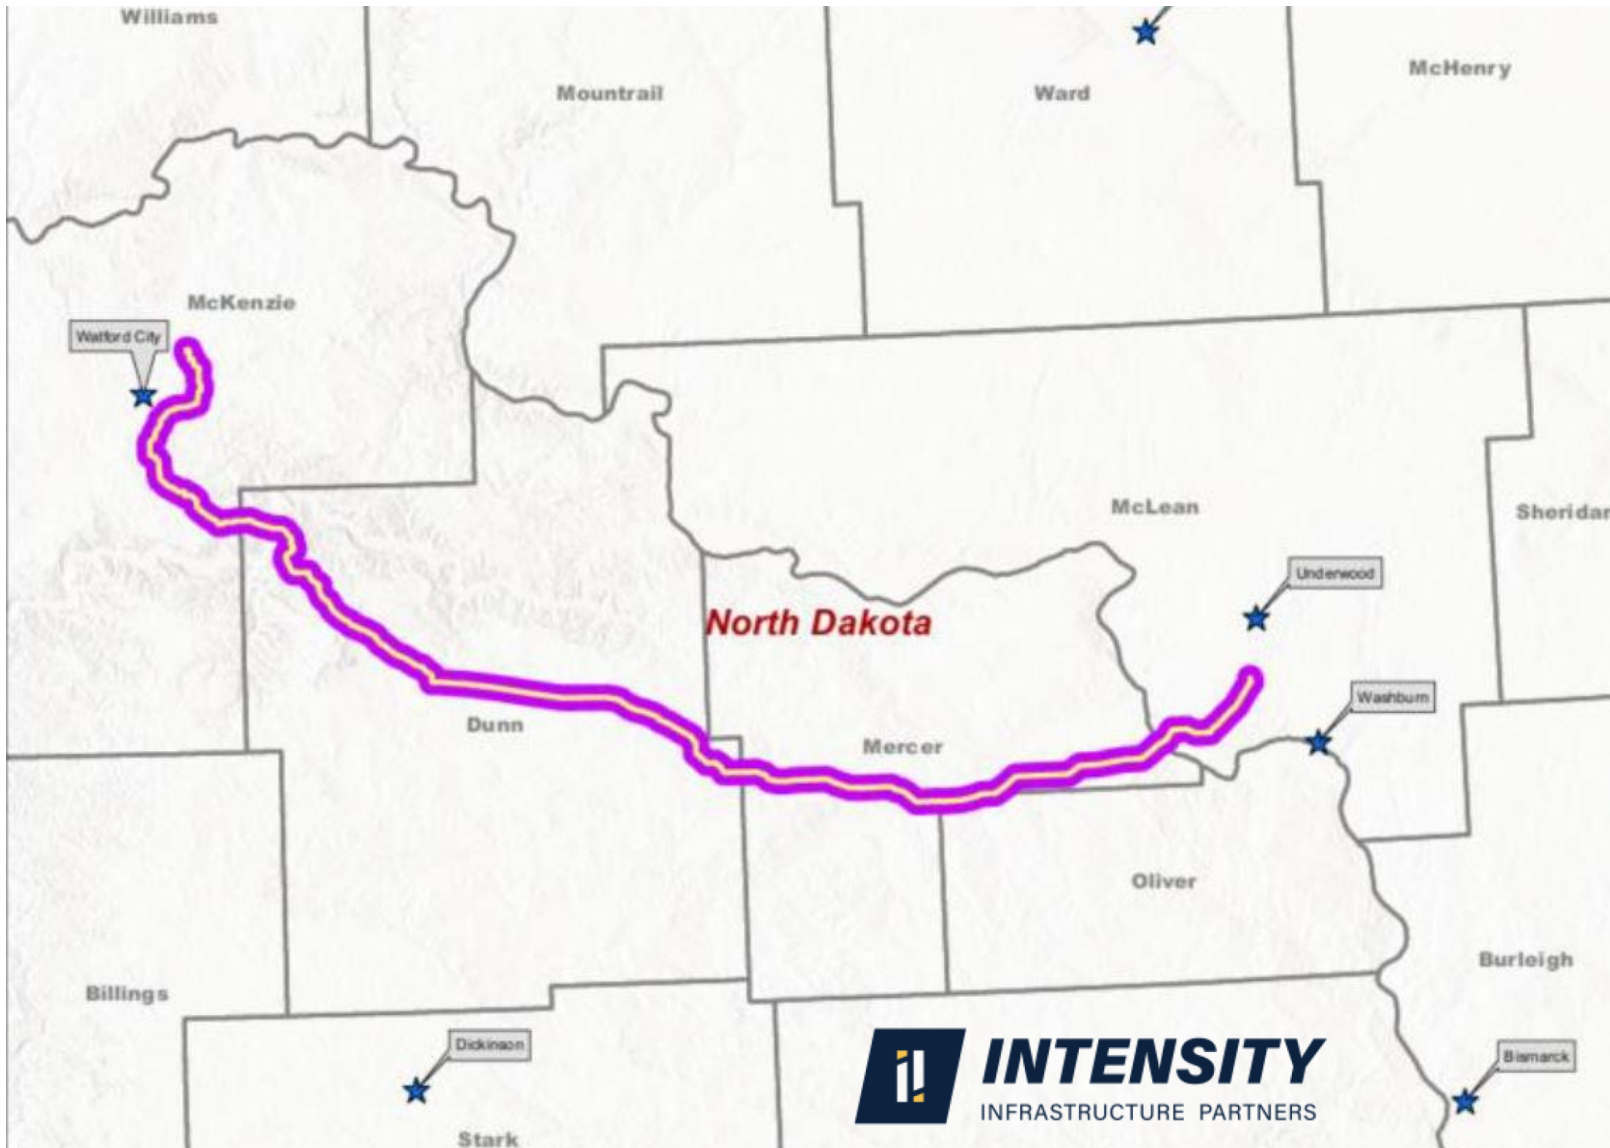 Williams
McHenry
Mountrail
Ward
McKenzie
Watford City
McLean
Sheridan
Underwood
North Dakota
Washburn
Dunn
Mercer
Oliver
Burleigh
Billings
Dickinson
Bismarck
INTENSITY
INFRASTRUCTURE PARTNERS
Stark